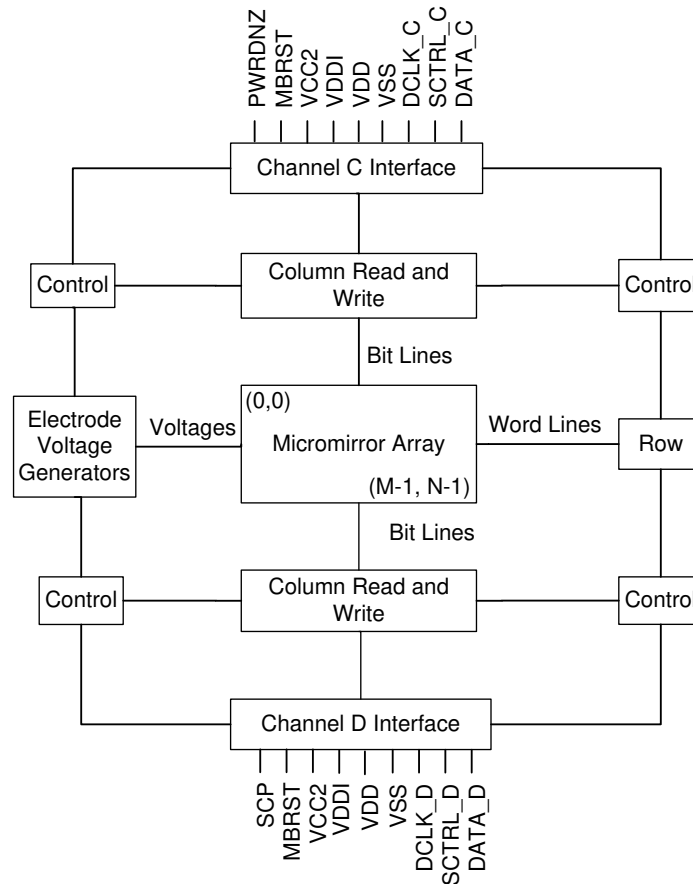 PWRDNZ
MBRST
VCC2
VDDI
VDD
VSS
DCLK_C
SCTRL_C
DATA_C
Channel C Interface
Control
Column Read and
Write
Control
Bit Lines
Electrode
Voltage
Generators
Voltages
(0,0)
Micromirror Array
(M-1, N-1)
Word Lines
Row
Bit Lines
Control
Column Read and
Write
Control
Channel D Interface
SCP
MBRST
VCC2
VDDI
VDD
VSS
DCLK_D
SCTRL_D
DATA_D